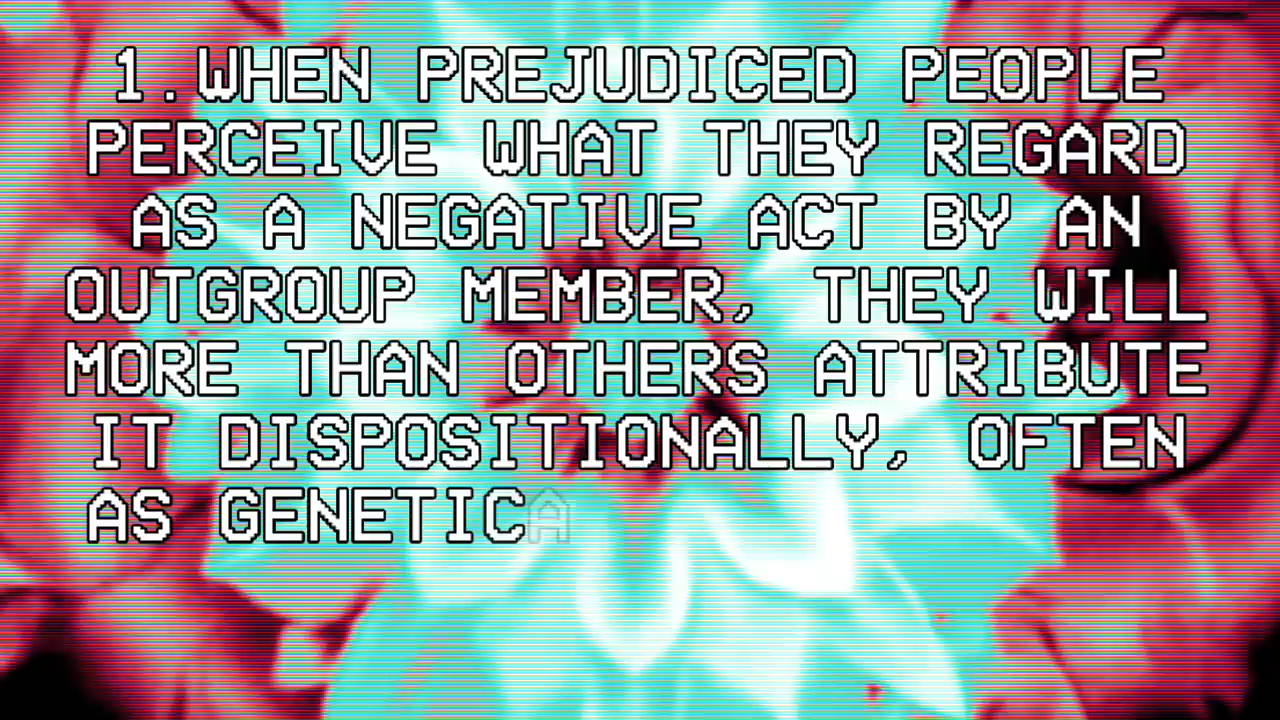 1.WHEN PREJUDICED PEOPLE
PERCEIVE WHAT THEY REGARD
AS A NEGATIVE ACT BY AN
OUTGROUP MEMBER, THEY WILL
MORE THAN OTHERS ATTRIBUTE
IT DISPOSITIONALLY, OFTEN
AS GENETICA